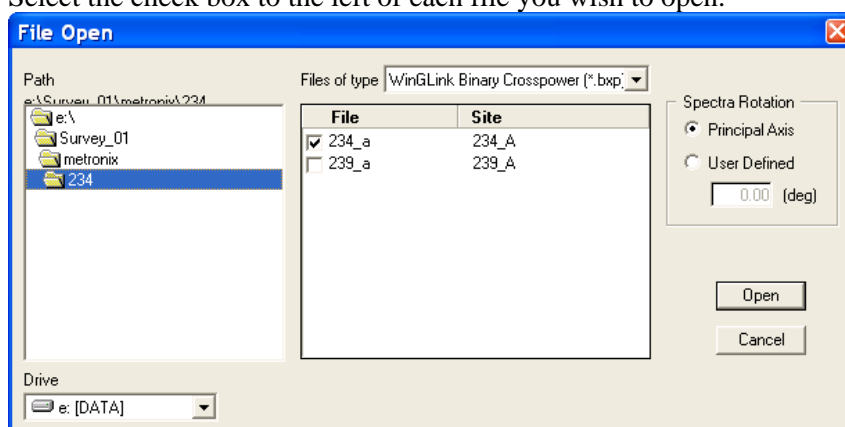 Select the check box to the left of each file you wish to open.
File Open
Path
e:\Survey_01\metronix\234
e:\
Survey_01
metronix
234
Drive
e: [DATA]
Files of type WinGLink Binary Crosspower (*.bxp)
File Site
234_a 234_A
239_a 239_A
Spectra Rotation
Principal Axis
User Defined
0.00 (deg)
Open
Cancel